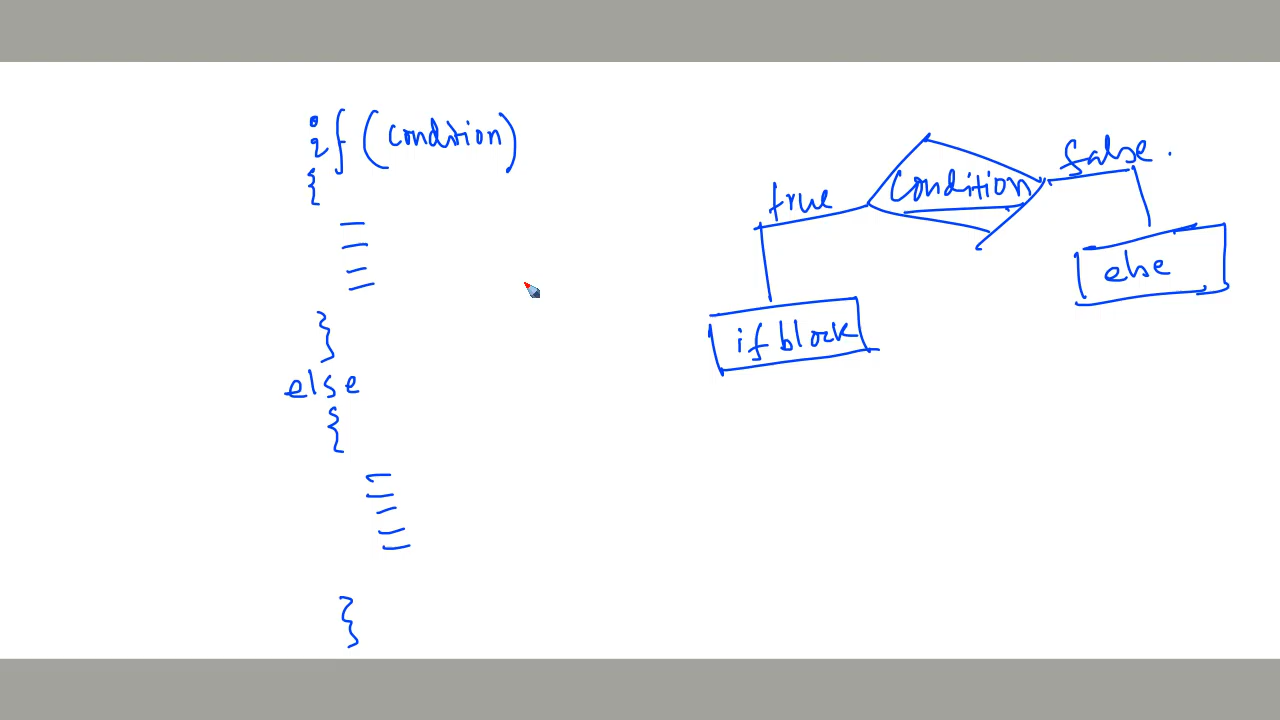 if (condition)
{
}
else
{
}
condition
true
false.
if block
else